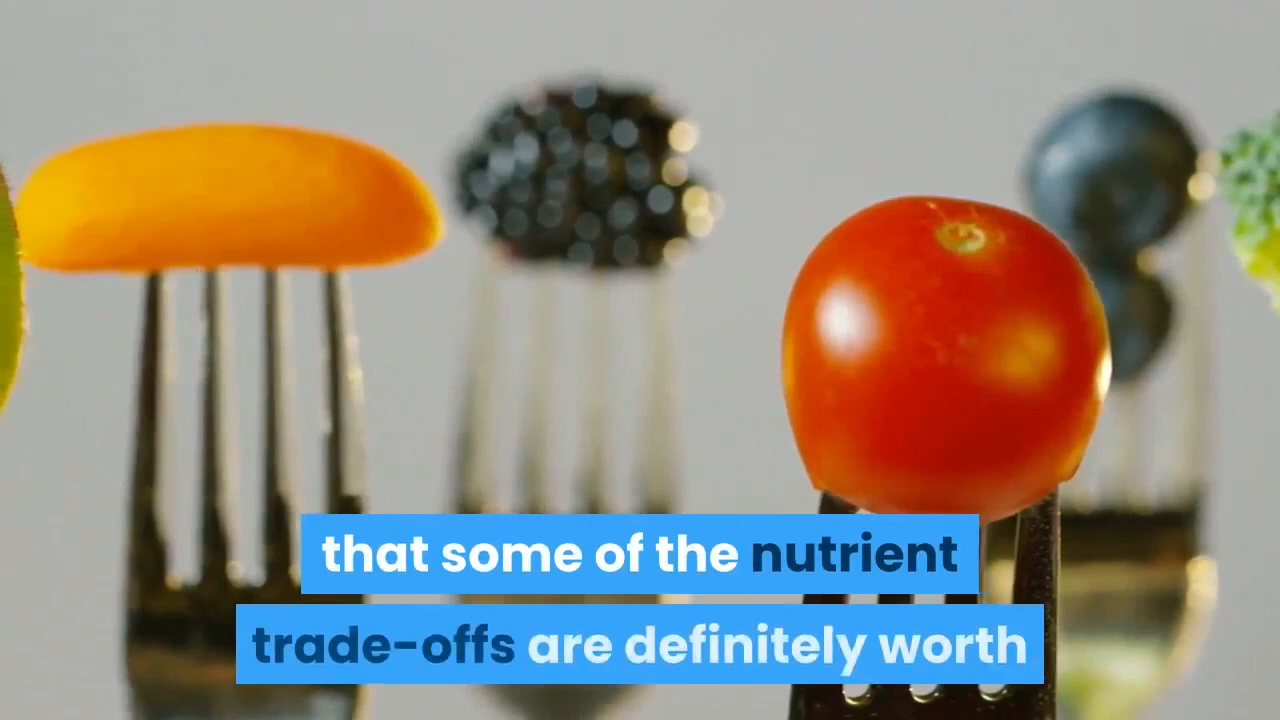 that some of the nutrient
trade-offs are definitely worth